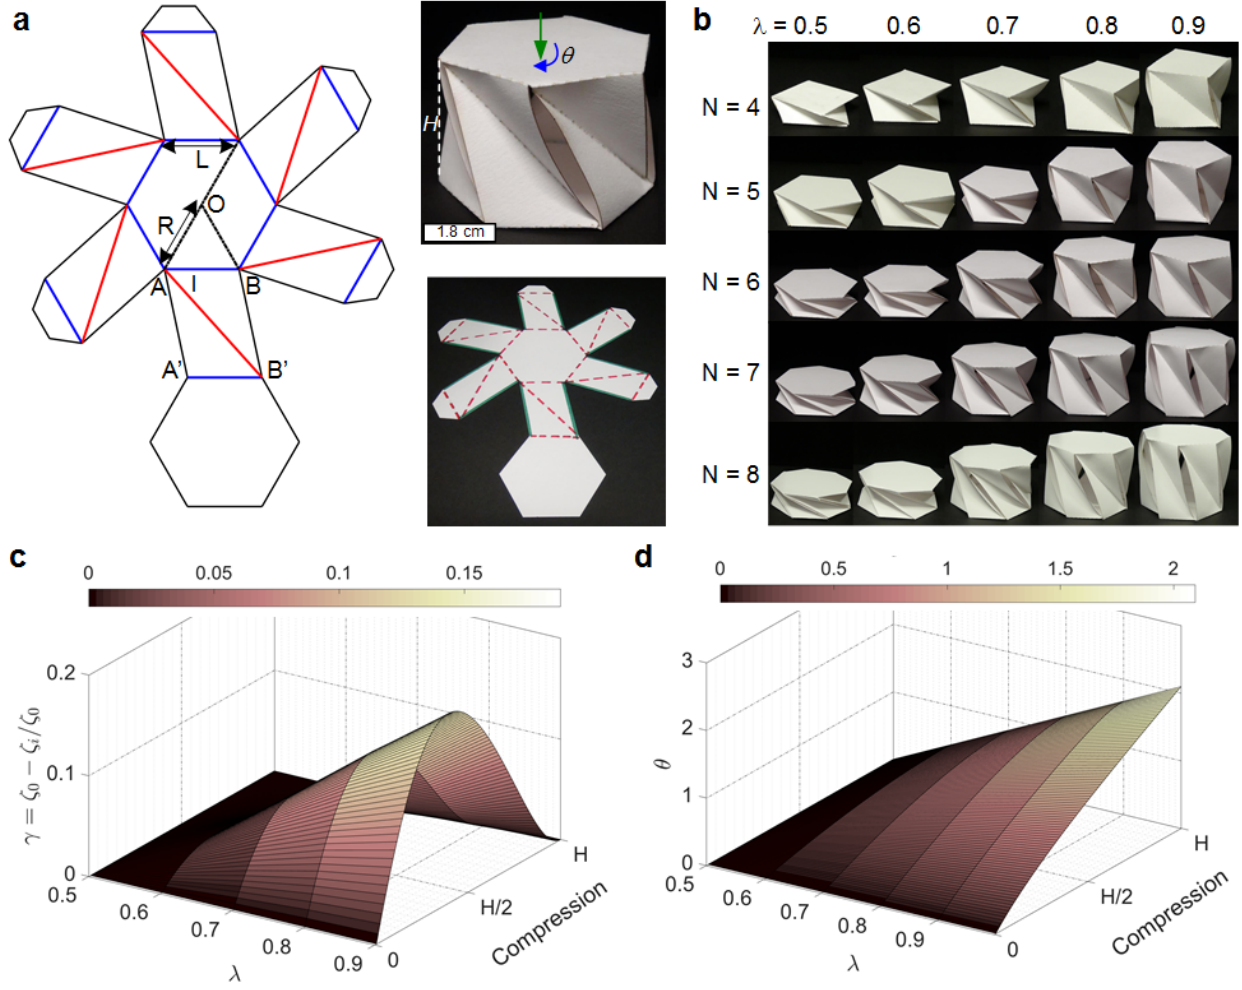 a
L
R
O
A
I
B
A'
B'
θ
H
1.8 cm
b
λ = 0.5 0.6 0.7 0.8 0.9
N = 4
N = 5
N = 6
N = 7
N = 8
c
0 0.05 0.1 0.15
0.2
0.1
0
γ = ζ₀ − ζᵢ/ζ₀
0.5
0.6
0.7
0.8
0.9
λ
0
H/2
H
Compression
d
0 0.5 1 1.5 2
3
2
1
0
θ
0.5
0.6
0.7
0.8
0.9
λ
0
H/2
H
Compression